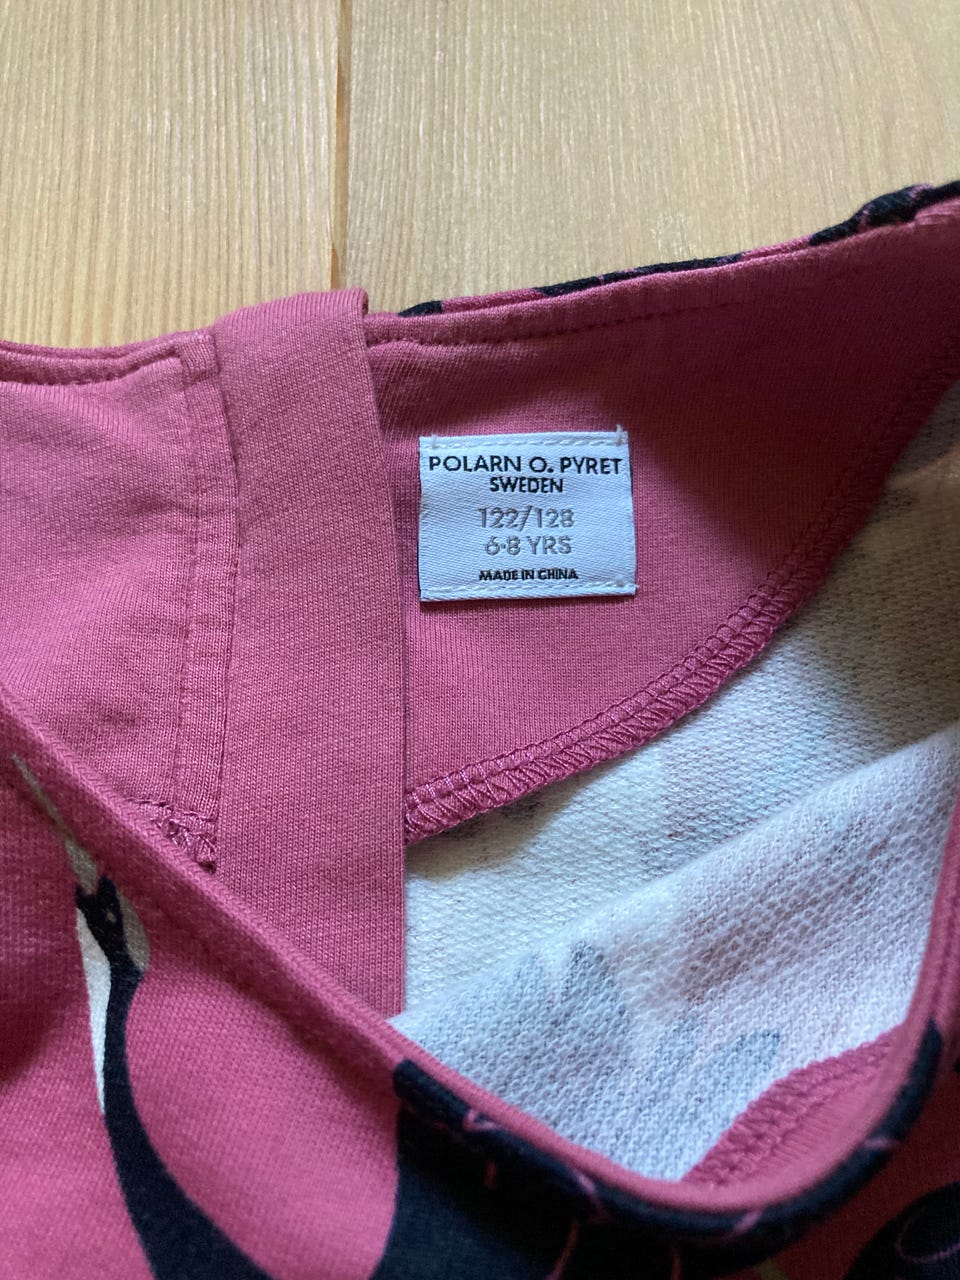 POLARN O. PYRET
SWEDEN
122/128
6-8 YRS
MADE IN CHINA